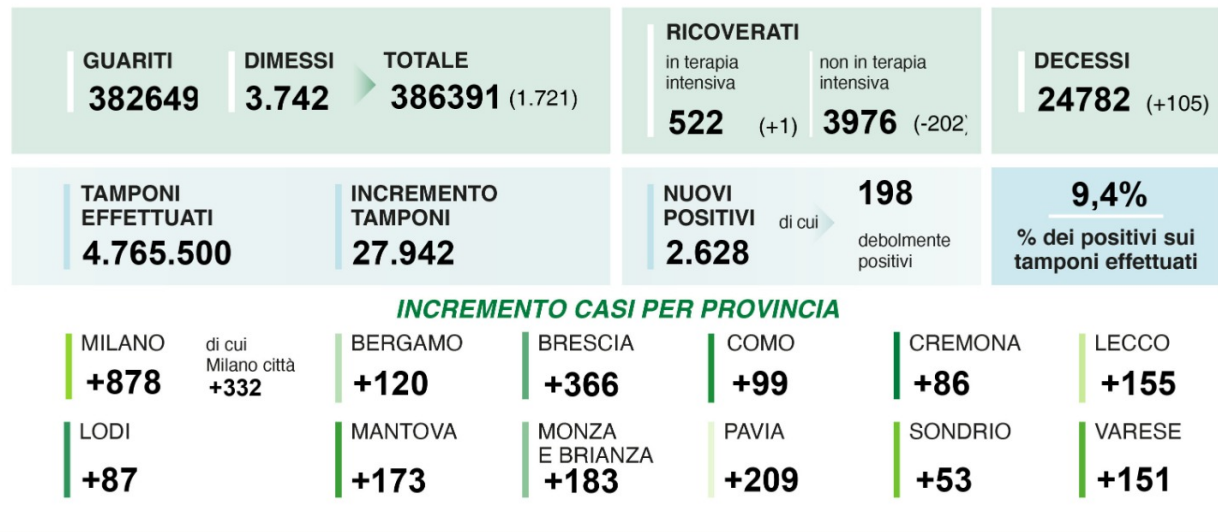 GUARITI
382649
DIMESSI
3.742
TOTALE
386391 (1.721)
RICOVERATI
in terapia
intensiva
522 (+1)
non in terapia
intensiva
3976 (-202)
DECESSI
24782 (+105)
TAMPONI
EFFETTUATI
4.765.500
INCREMENTO
TAMPONI
27.942
NUOVI
POSITIVI
2.628
di cui
198
debolmente
positivi
9,4%
% dei positivi sui
tamponi effettuati
INCREMENTO CASI PER PROVINCIA
MILANO
+878
di cui
Milano città
+332
BERGAMO
+120
BRESCIA
+366
COMO
+99
CREMONA
+86
LECCO
+155
LODI
+87
MANTOVA
+173
MONZA
E BRIANZA
+183
PAVIA
+209
SONDRIO
+53
VARESE
+151